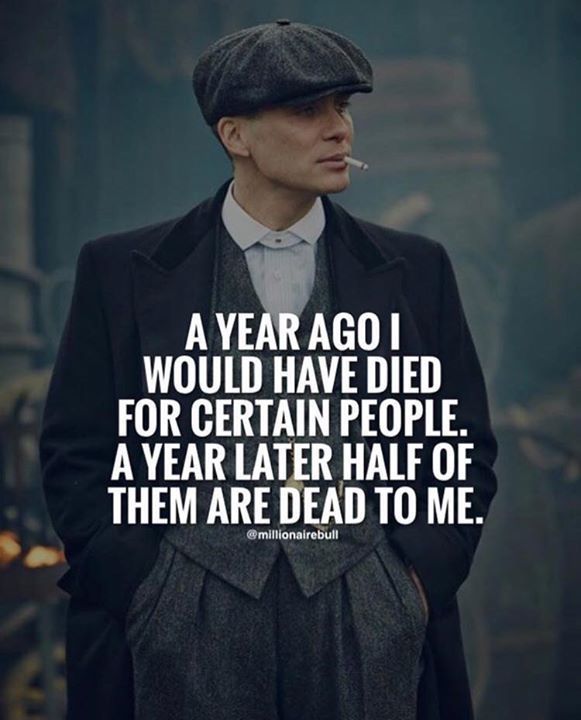 A YEAR AGO I
WOULD HAVE DIED
FOR CERTAIN PEOPLE.
A YEAR LATER HALF OF
THEM ARE DEAD TO ME.
@millionairebull